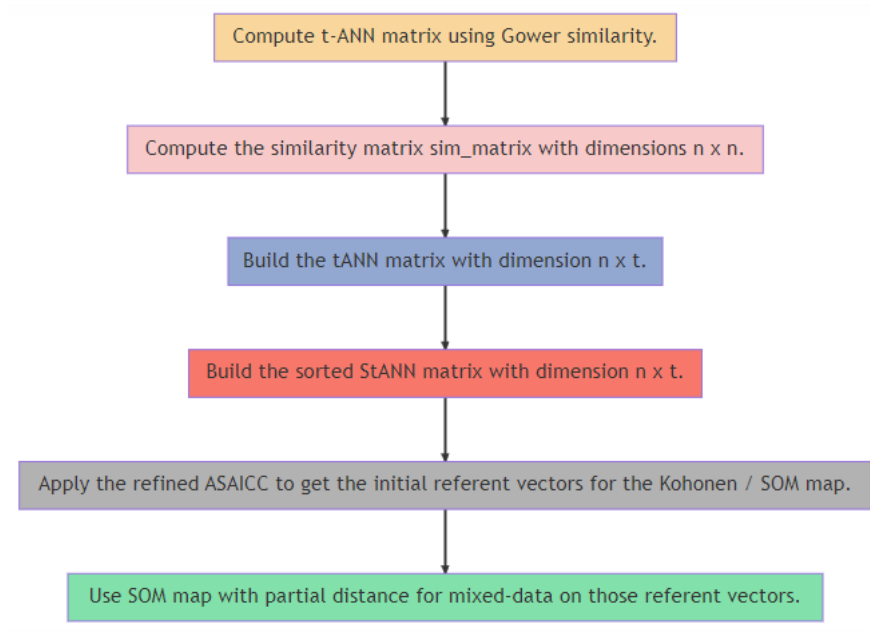 Compute t-ANN matrix using Gower similarity.
Compute the similarity matrix sim_matrix with dimensions n x n.
Build the tANN matrix with dimension n x t.
Build the sorted StANN matrix with dimension n x t.
Apply the refined ASAICC to get the initial referent vectors for the Kohonen / SOM map.
Use SOM map with partial distance for mixed-data on those referent vectors.